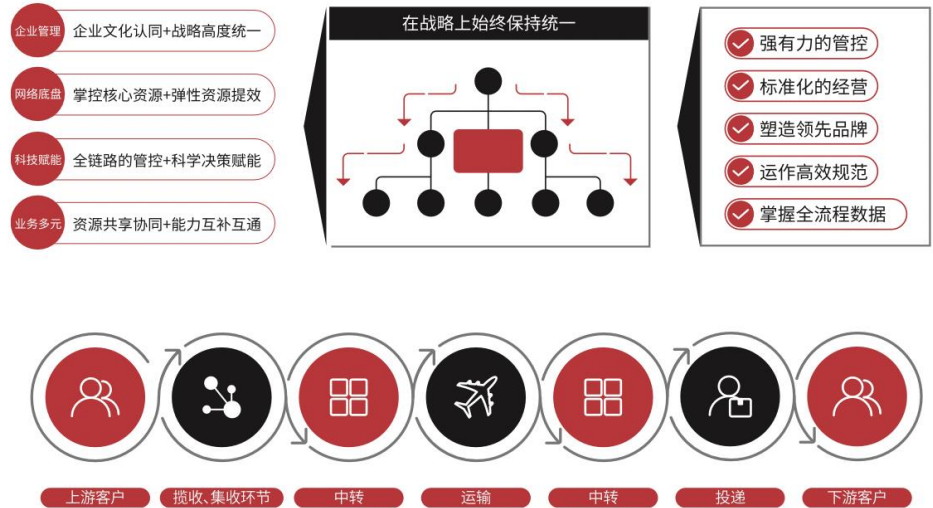 企业管理 企业文化认同+战略高度统一
网络底盘 掌控核心资源+弹性资源提效
科技赋能 全链路的管控+科学决策赋能
业务多元 资源共享协同+能力互补互通
在战略上始终保持统一
强有力的管控
标准化的经营
塑造领先品牌
运作高效规范
掌握全流程数据
上游客户
揽收、集收环节
中转
运输
中转
投递
下游客户